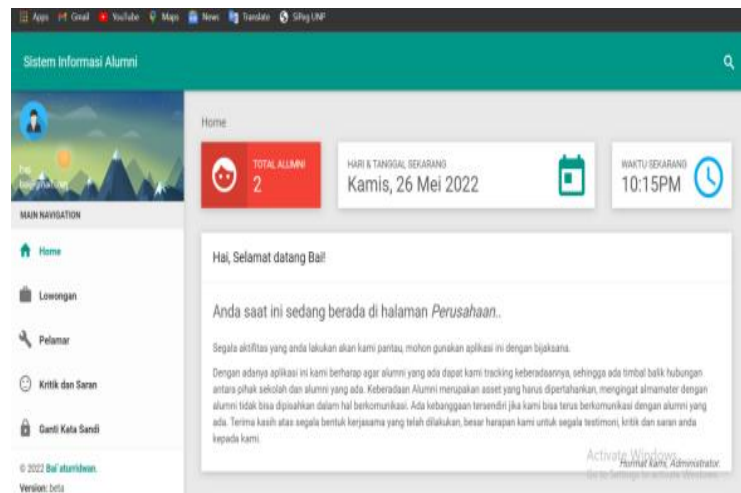 Apps Gmail YouTube Maps News Translate SiPeg UNP
Sistem Informasi Alumni
Home
TOTAL ALUMNI
2
HARI & TANGGAL SEKARANG
Kamis, 26 Mei 2022
WAKTU SEKARANG
10:15PM
bai
MAIN NAVIGATION
Home
Lowongan
Pelamar
Kritik dan Saran
Ganti Kata Sandi
© 2022 Bai' aturridwan.
Version: beta
Hai, Selamat datang Bai!
Anda saat ini sedang berada di halaman Perusahaan..
Segala aktifitas yang anda lakukan akan kami pantau, mohon gunakan aplikasi ini dengan bijaksana.
Dengan adanya aplikasi ini kami berharap agar alumni yang ada dapat kami tracking keberadaannya, sehingga ada timbal balik hubungan
antara pihak sekolah dan alumni yang ada. Keberadaan Alumni merupakan asset yang harus dipertahankan, mengingat almamater dengan
alumni tidak bisa dipisahkan dalam hal berkomunikasi. Ada kebanggaan tersendiri jika kami bisa terus berkomunikasi dengan alumni yang
ada. Terima kasih atas segala bentuk kerjasama yang telah dilakukan, besar harapan kami untuk segala testimoni, kritik dan saran anda
kepada kami.
Activate Windows
Hormat kami, Administrator.
Go to Settings to activate Windows.